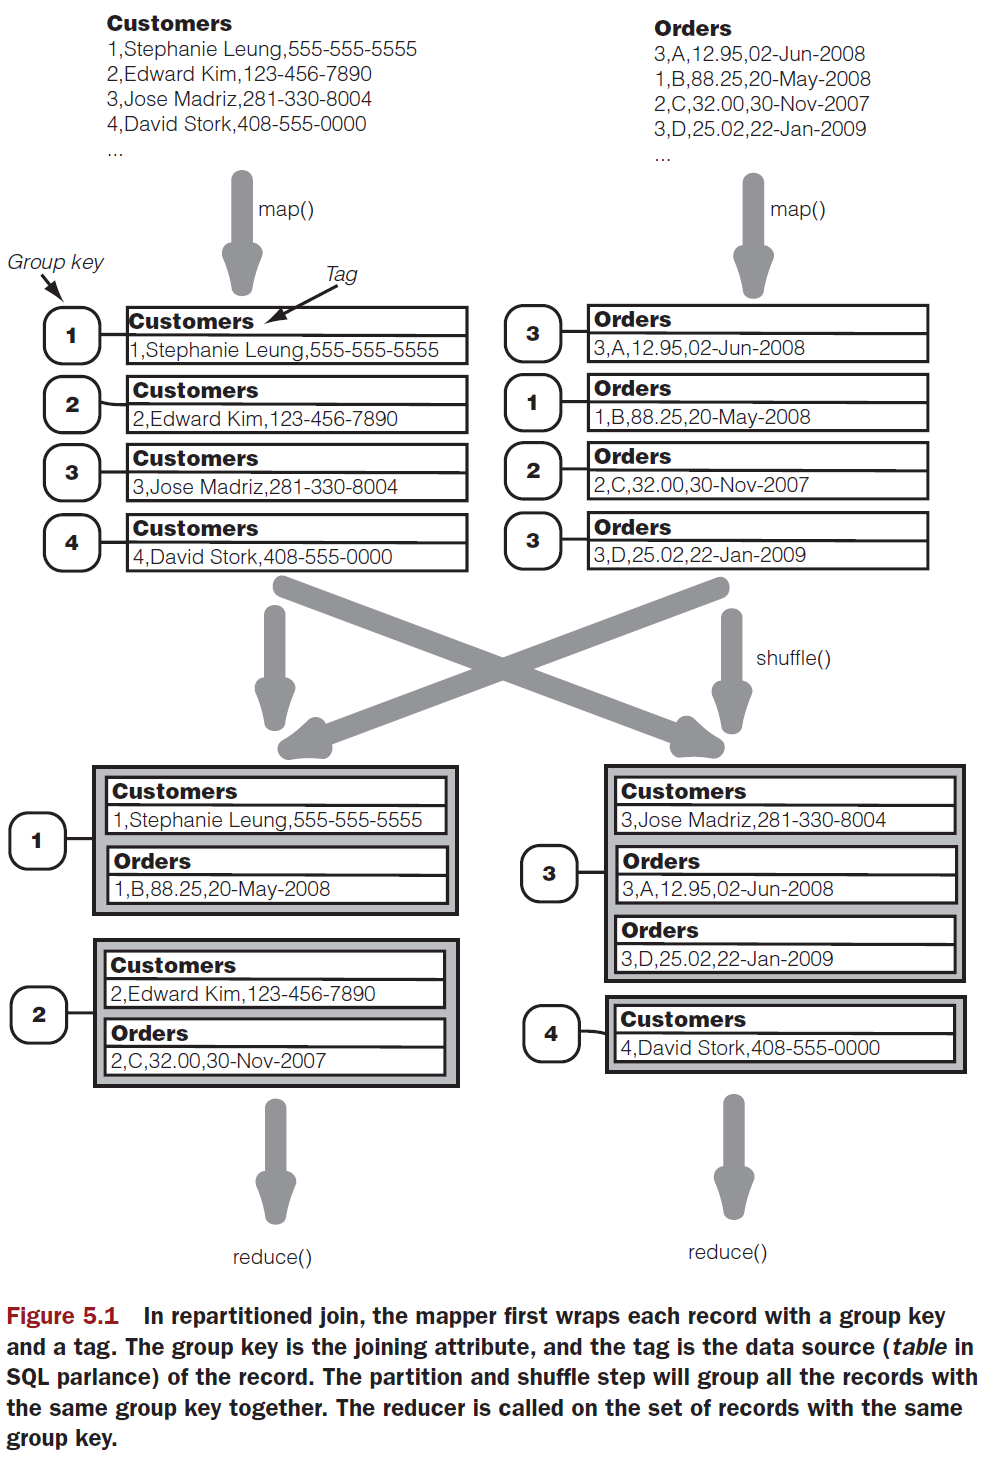 Customers
1,Stephanie Leung,555-555-5555
2,Edward Kim,123-456-7890
3,Jose Madriz,281-330-8004
4,David Stork,408-555-0000
...
Orders
3,A,12.95,02-Jun-2008
1,B,88.25,20-May-2008
2,C,32.00,30-Nov-2007
3,D,25.02,22-Jan-2009
...
map()
map()
Group key
Tag
1
Customers
1,Stephanie Leung,555-555-5555
2
Customers
2,Edward Kim,123-456-7890
3
Customers
3,Jose Madriz,281-330-8004
4
Customers
4,David Stork,408-555-0000
3
Orders
3,A,12.95,02-Jun-2008
1
Orders
1,B,88.25,20-May-2008
2
Orders
2,C,32.00,30-Nov-2007
3
Orders
3,D,25.02,22-Jan-2009
shuffle()
1
Customers
1,Stephanie Leung,555-555-5555
Orders
1,B,88.25,20-May-2008
2
Customers
2,Edward Kim,123-456-7890
Orders
2,C,32.00,30-Nov-2007
3
Customers
3,Jose Madriz,281-330-8004
Orders
3,A,12.95,02-Jun-2008
Orders
3,D,25.02,22-Jan-2009
4
Customers
4,David Stork,408-555-0000
reduce()
reduce()
Figure 5.1 In repartitioned join, the mapper first wraps each record with a group key
and a tag. The group key is the joining attribute, and the tag is the data source (table in
SQL parlance) of the record. The partition and shuffle step will group all the records with
the same group key together. The reducer is called on the set of records with the same
group key.